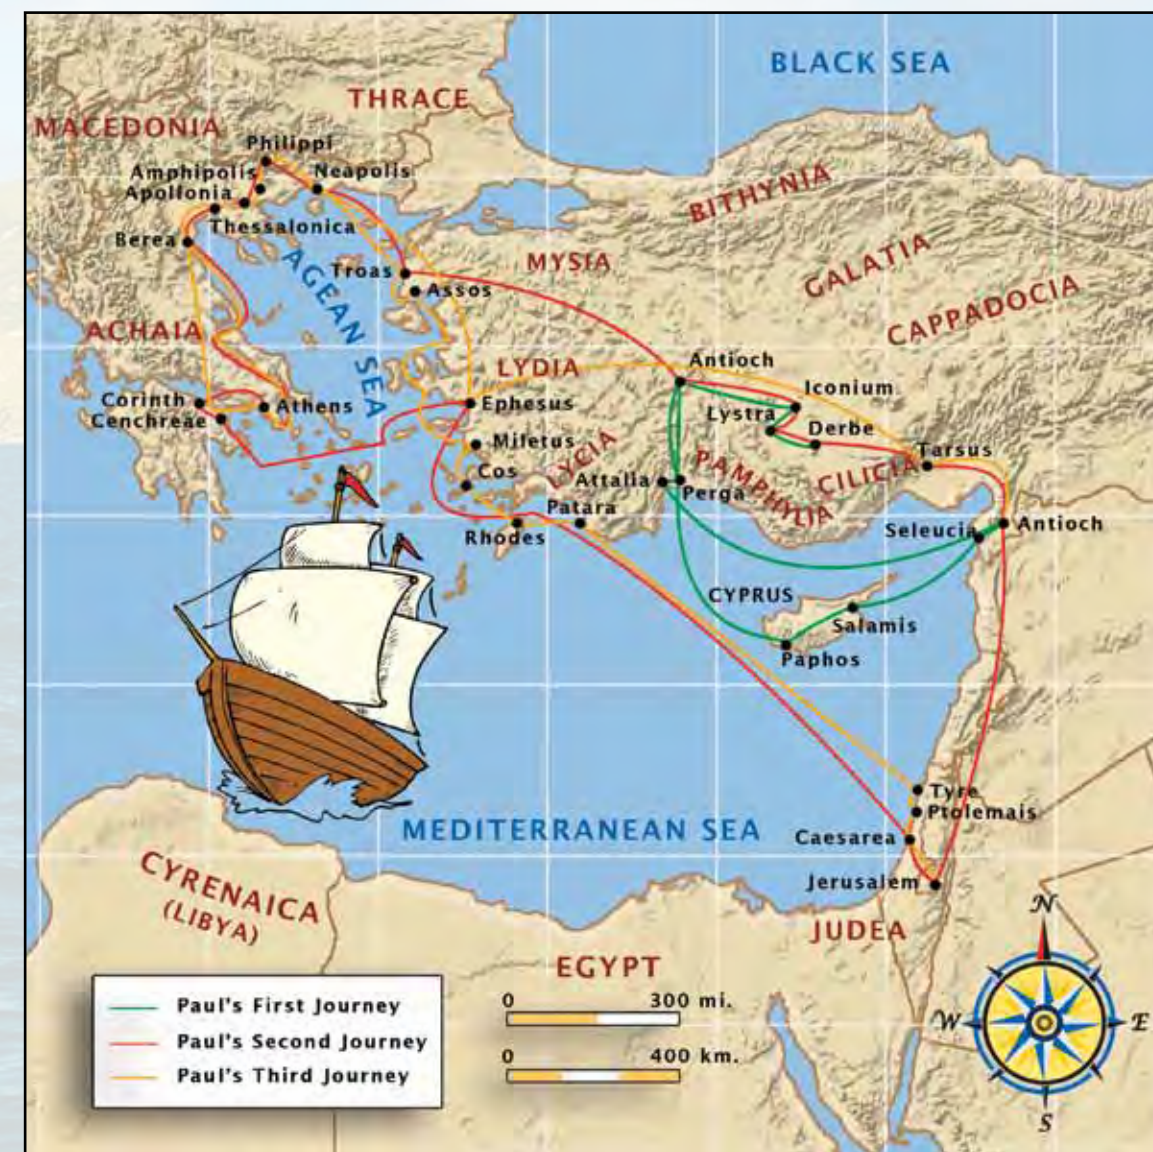 BLACK SEA
THRACE
MACEDONIA
Philippi
Amphipolis
Neapolis
Apollonia
BITHYNIA
Thessalonica
Berea
AGEAN SEA
GALATIA
MYSIA
Troas
Assos
CAPPADOCIA
ACHAIA
LYDIA
Antioch
Iconium
Corinth
Athens
Ephesus
Lystra
Cenchreae
Derbe
Miletus
Tarsus
LYCIA
PAMPHYLIA
CILICIA
Cos
Attalia
Perga
Patara
Rhodes
Seleucia
Antioch
CYPRUS
Salamis
Paphos
Tyre
Ptolemais
MEDITERRANEAN SEA
Caesarea
Jerusalem
CYRENAICA
(LIBYA)
JUDEA
EGYPT
N
W
E
S
Paul's First Journey
Paul's Second Journey
Paul's Third Journey
0 300 mi.
0 400 km.